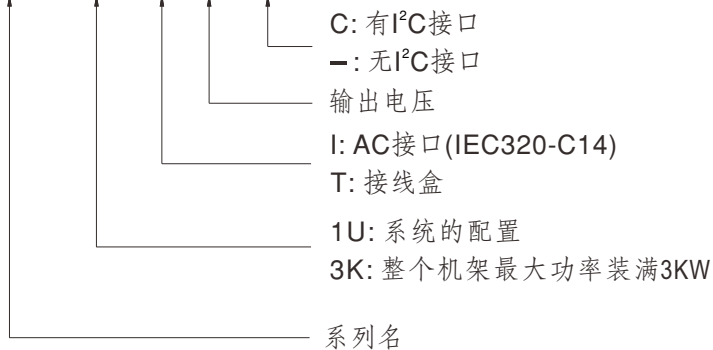 C: 有I²C接口
–: 无I²C接口
输出电压
I: AC接口(IEC320-C14)
T: 接线盒
1U: 系统的配置
3K: 整个机架最大功率装满3KW
系列名